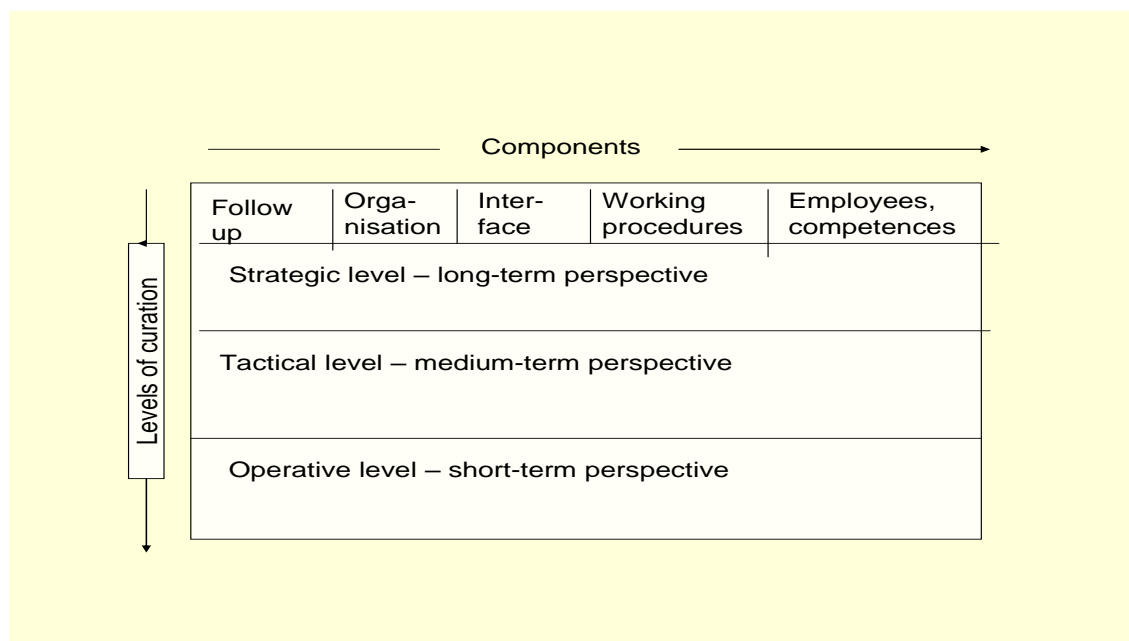 Components
Follow
up
Orga-
nisation
Inter-
face
Working
procedures
Employees,
competences
Levels of curation
Strategic level – long-term perspective
Tactical level – medium-term perspective
Operative level – short-term perspective